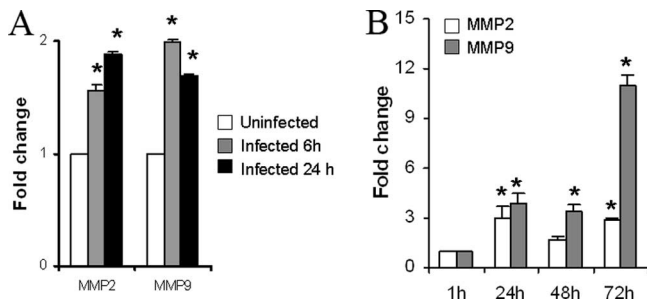 A
Fold change
2
1
0
* * * *
MMP2 MMP9
Uninfected
Infected 6h
Infected 24 h
B
Fold change
15
12
9
6
3
0
MMP2
MMP9
* * * * *
1h 24h 48h 72h